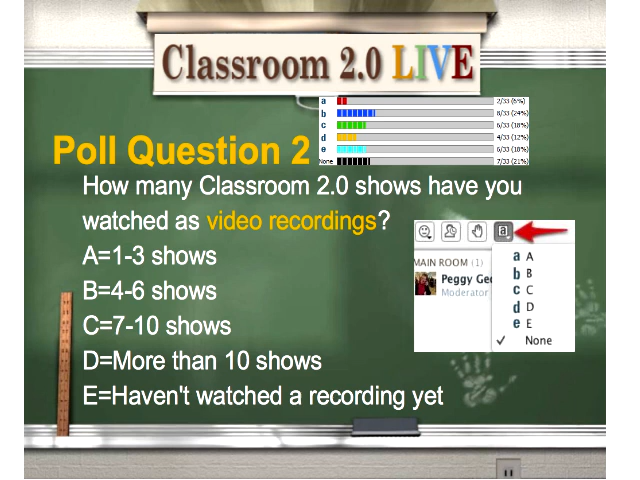 Classroom 2.0 LIVE
a 2/33 (6%)
b 8/33 (24%)
c 6/33 (18%)
d 4/33 (12%)
e 6/33 (18%)
None 7/33 (21%)
Poll Question 2
How many Classroom 2.0 shows have you
watched as video recordings?
A=1-3 shows
B=4-6 shows
C=7-10 shows
D=More than 10 shows
E=Haven't watched a recording yet
a
MAIN ROOM (1)
Peggy Geo
Moderator
a A
b B
c C
d D
e E
✓ None